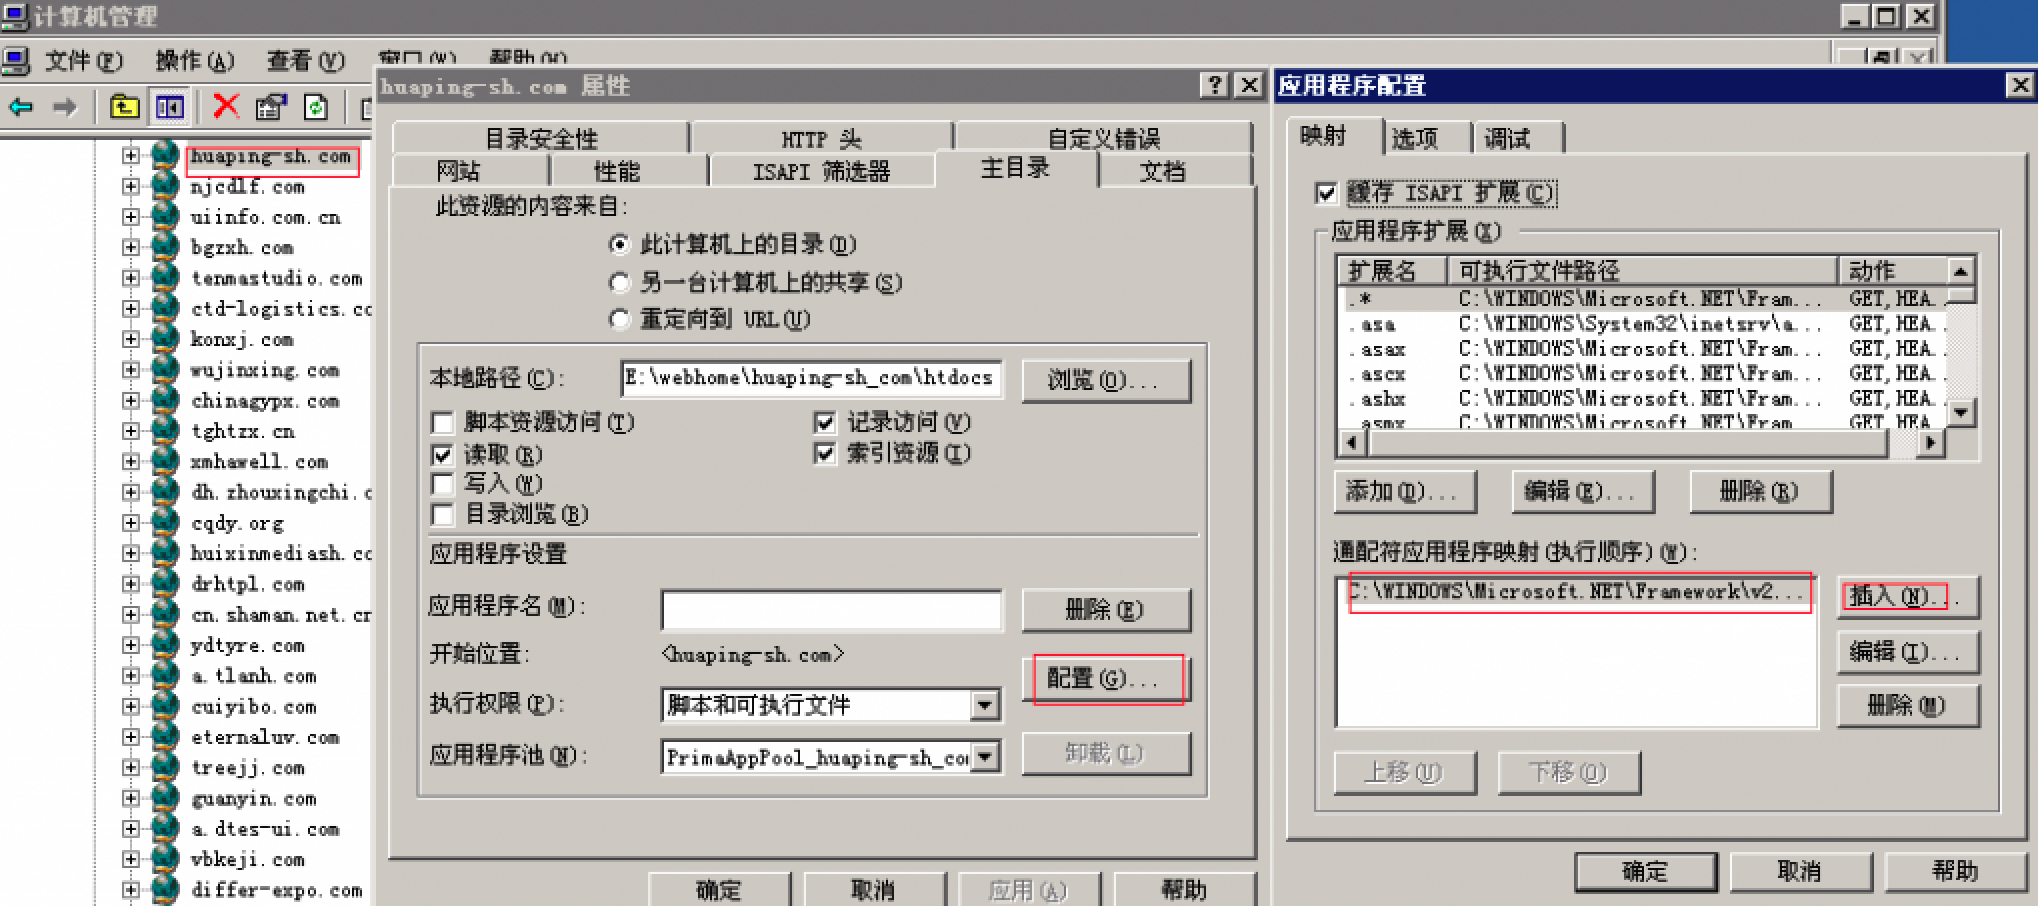 计算机管理
文件(F) 操作(A) 查看(V) 窗口(W) 帮助(H)
huaping-sh.com
njcdlf.com
uiinfo.com.cn
bgrxh.com
tenmastudio.com
ctd-logistics.co
konxj.com
wujinxing.com
chinagypx.com
tghtzx.cn
xmhawell.com
dh.zhouxingchi.c
cqdy.org
huixinmediash.co
drhtpl.com
cn.shaman.net.cn
ydtyre.com
a.tlanh.com
cuiyibo.com
eternaluv.com
treejj.com
guanyin.com
a.dtes-ui.com
vbkeji.com
differ-expo.com
huaping-sh.com 属性
目录安全性 HTTP 头 自定义错误
网站 性能 ISAPI 筛选器 主目录 文档
此资源的内容来自:
此计算机上的目录(D)
另一台计算机上的共享(S)
重定向到 URL(U)
本地路径(C): E:\webhome\huaping-sh_com\htdocs 浏览(O)...
脚本资源访问(T) 记录访问(V)
读取(R) 索引资源(I)
写入(W)
目录浏览(B)
应用程序设置
应用程序名(M): 删除(E)
开始位置: <huaping-sh.com>
配置(G)...
执行权限(P): 脚本和可执行文件
应用程序池(N): PrimaAppPool_huaping-sh_co 卸载(L)
确定 取消 应用(A) 帮助
应用程序配置
映射 选项 调试
缓存 ISAPI 扩展(C)
应用程序扩展(X)
扩展名 可执行文件路径 动作
.* C:\WINDOWS\Microsoft.NET\Fram... GET,HEA..
.asa C:\WINDOWS\System32\inetsrv\a... GET,HEA..
.asax C:\WINDOWS\Microsoft.NET\Fram... GET,HEA..
.ascx C:\WINDOWS\Microsoft.NET\Fram... GET,HEA..
.ashx C:\WINDOWS\Microsoft.NET\Fram... GET,HEA..
.asmx C:\WINDOWS\Microsoft.NET\Fram... GET,HEA..
添加(D)... 编辑(E)... 删除(R)
通配符应用程序映射(执行顺序)(W):
C:\WINDOWS\Microsoft.NET\Framework\v2... 插入(N)...
编辑(I)...
删除(M)
上移(U) 下移(O)
确定 取消 帮助